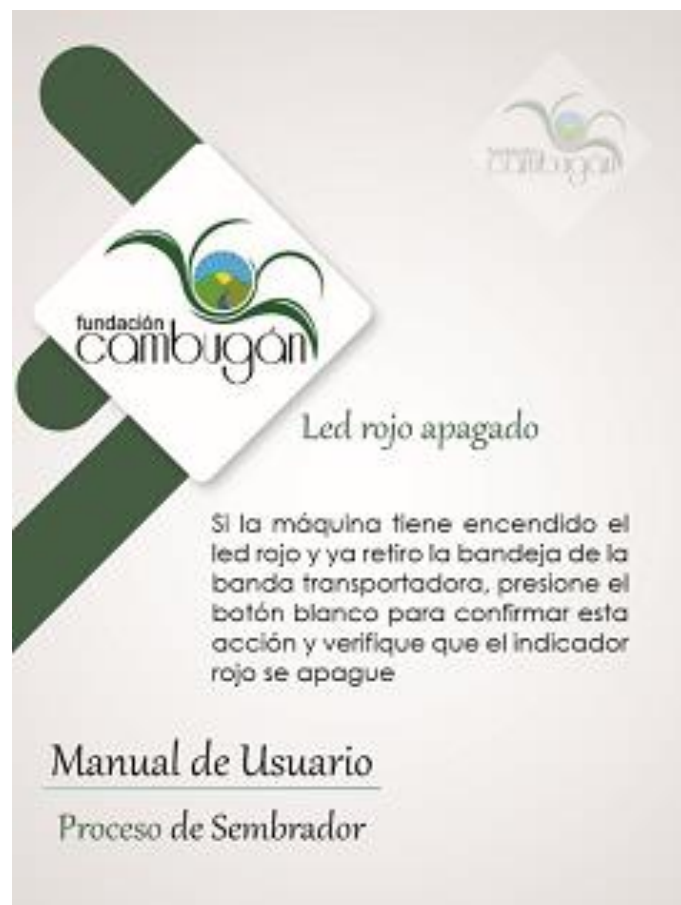 fundación
cambugán
cambugán
Led rojo apagado
Si la máquina tiene encendido el
led rojo y ya retiro la bandeja de la
banda transportadora, presione el
botón blanco para confirmar esta
acción y verifique que el indicador
rojo se apague
Manual de Usuario
Proceso de Sembrador